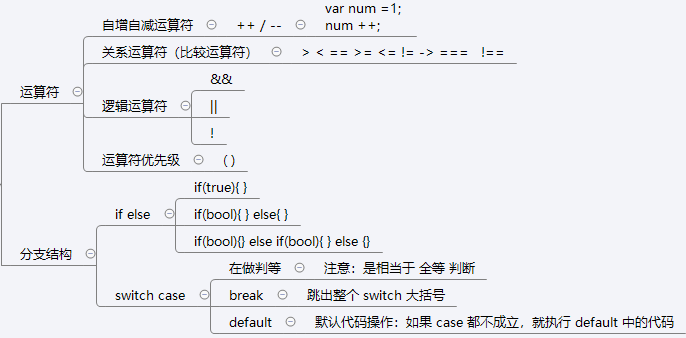 var num =1;
自增自减运算符 ++ / -- num ++;
关系运算符（比较运算符） > < == >= <= != -> === !==
运算符
&&
逻辑运算符 ||
!
运算符优先级 ( )
if(true){ }
if else if(bool){ } else{ }
if(bool){} else if(bool){ } else {}
分支结构
在做判等 注意：是相当于 全等 判断
switch case break 跳出整个 switch 大括号
default 默认代码操作：如果 case 都不成立，就执行 default 中的代码